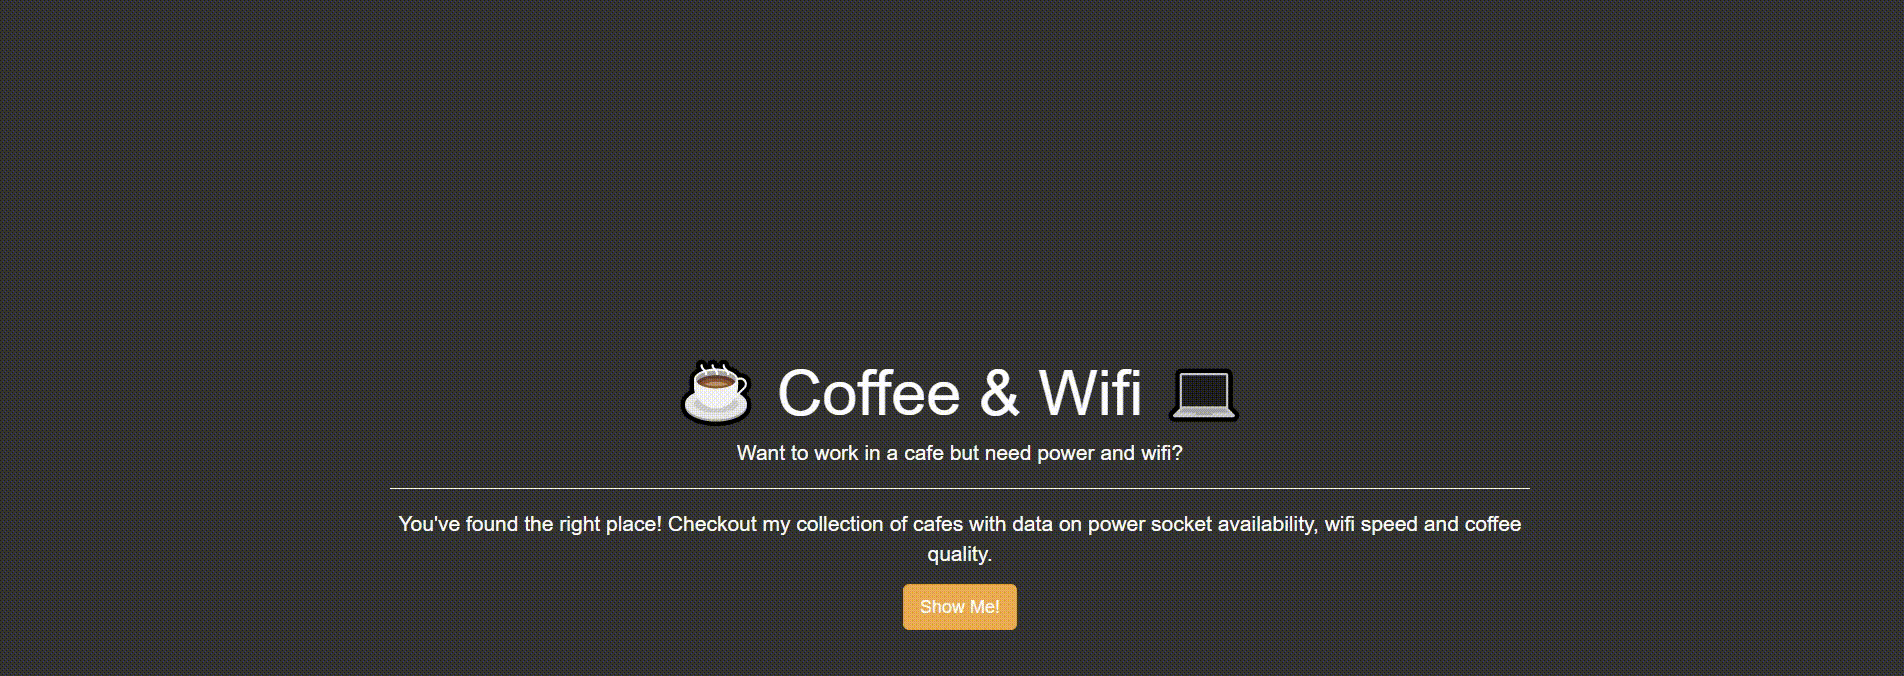 Coffee & Wifi
Want to work in a cafe but need power and wifi?
You've found the right place! Checkout my collection of cafes with data on power socket availability, wifi speed and coffee
quality.
Show Me!